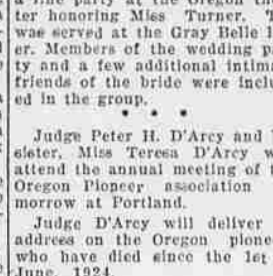 a line party at the Oregon the
ter honoring Miss Turner. T
was served at the Gray Belle l
er. Members of the wedding p
ty and a few additional intima
friends of the bride were inclu
ed in the group.
* * *
Judge Peter H. D'Arcy and
sister, Miss Teresa D'Arcy w
attend the annual meeting of t
Oregon Pioneer association
morrow at Portland.
Judge D'Arcy will deliver
address on the Oregon pione
who have died since the 1st
June, 1924.